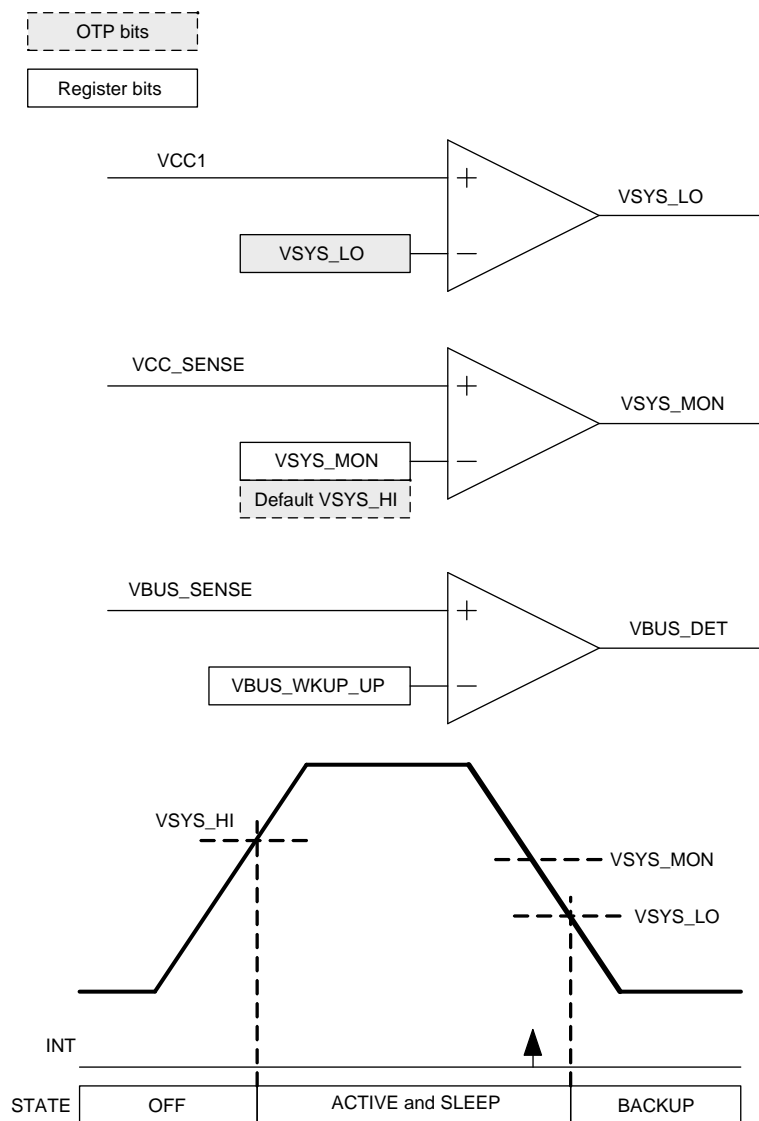 OTP bits
Register bits
VCC1
+
VSYS_LO
VSYS_LO
−
VCC_SENSE
+
VSYS_MON
VSYS_MON
−
Default VSYS_HI
VBUS_SENSE
+
VBUS_DET
VBUS_WKUP_UP
−
VSYS_HI
VSYS_MON
VSYS_LO
INT
STATE OFF ACTIVE and SLEEP BACKUP